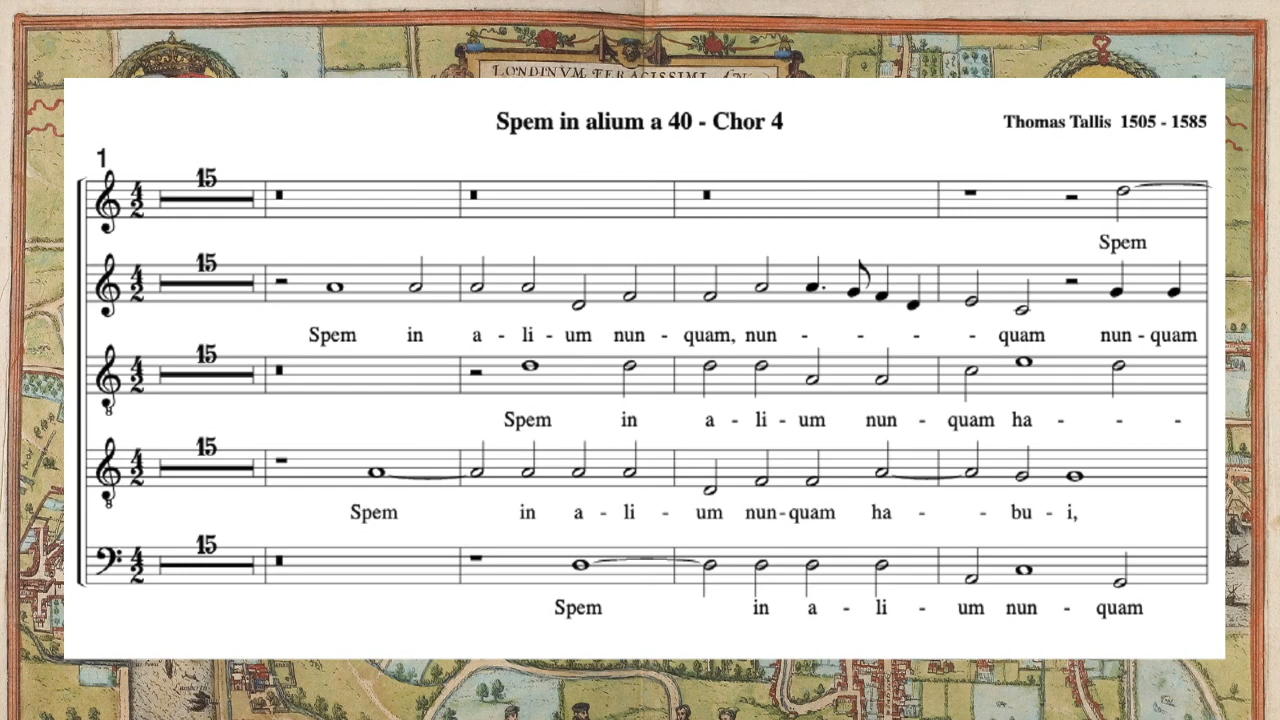 LONDINVM FERACISSIMI AN
Spem in alium a 40 - Chor 4
Thomas Tallis 1505 - 1585
1
15
Spem
15
Spem in a - li - um nun - quam, nun - - - - quam nun - quam
15
Spem in a - li - um nun - quam ha - - -
15
Spem in a - li - um nun - quam ha - - bu - i,
15
Spem in a - li - um nun - quam